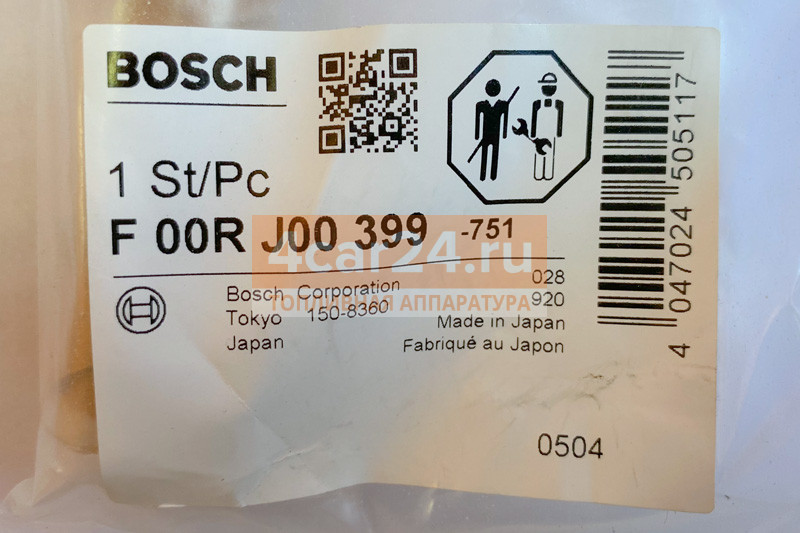 BOSCH
1 St/Pc
F 00R J00 399 -751
4car24.ru
ТОПЛИВНАЯ АППАРАТУРА
Bosch Corporation
Tokyo 150-8360
Japan
028
920
Made in Japan
Fabriqué au Japon
0504
4 047024 505117